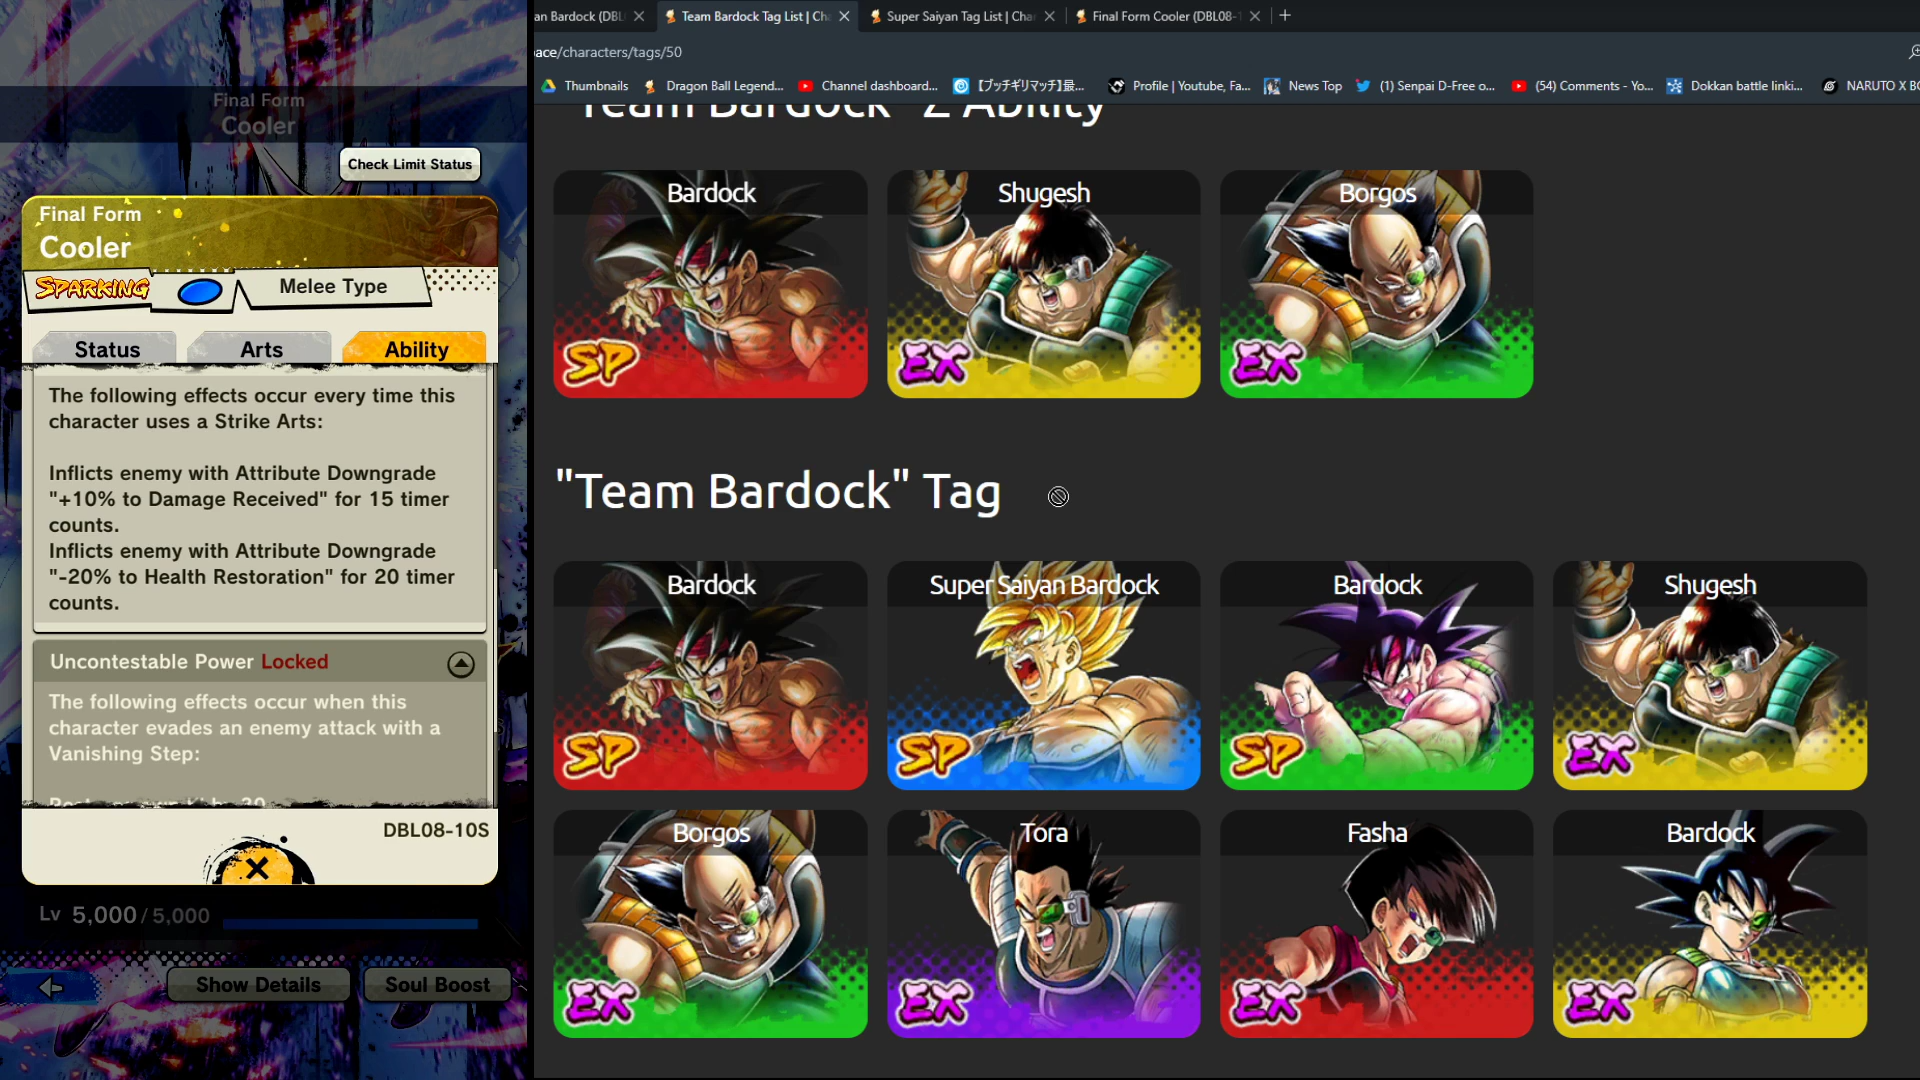 Final Form
Cooler
Check Limit Status
Final Form
Cooler
SPARKING
Melee Type
Status
Arts
Ability
The following effects occur every time this
character uses a Strike Arts:
Inflicts enemy with Attribute Downgrade
"+10% to Damage Received" for 15 timer
counts.
Inflicts enemy with Attribute Downgrade
"-20% to Health Restoration" for 20 timer
counts.
Uncontestable Power Locked
The following effects occur when this
character evades an enemy attack with a
Vanishing Step:
DBL08-10S
Lv 5,000/5,000
Show Details
Soul Boost
an Bardock (DBL
Team Bardock Tag List | Cha
Super Saiyan Tag List | Cha
Final Form Cooler (DBL08-1
ace/characters/tags/50
Thumbnails
Dragon Ball Legend...
Channel dashboard...
【ブッチギリマッチ】最...
Profile | Youtube, Fa...
News Top
(1) Senpai D-Free o...
(54) Comments - Yo...
Dokkan battle linki...
NARUTO X BO
"Team Bardock" Z Ability
Bardock
SP
Shugesh
EX
Borgos
EX
"Team Bardock" Tag
Bardock
SP
Super Saiyan Bardock
SP
Bardock
SP
Shugesh
EX
Borgos
EX
Tora
EX
Fasha
EX
Bardock
EX